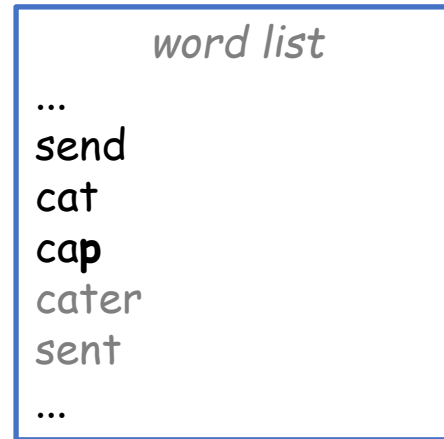 word list
...
send
cat
cap
cater
sent
...